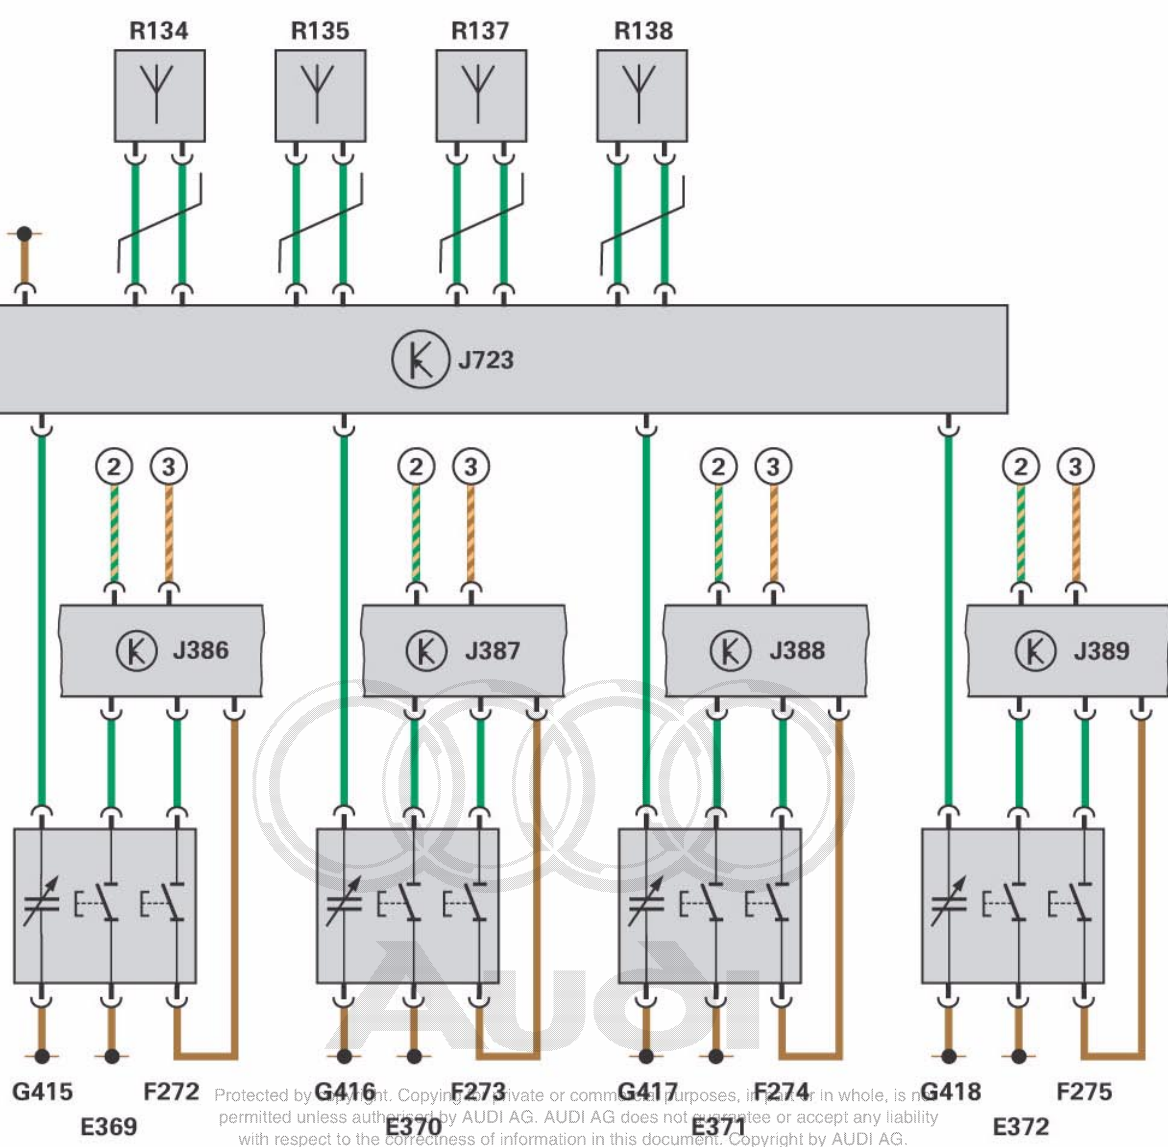 R134 R135 R137 R138
J723
2 3 2 3 2 3 2 3
J386 J387 J388 J389
Audi
G415 F272 G416 F273 G417 F274 G418 F275
E369 E370 E371 E372
Protected by copyright. Copying for private or commercial purposes, in part or in whole, is not
permitted unless authorised by AUDI AG. AUDI AG does not guarantee or accept any liability
with respect to the correctness of information in this document. Copyright by AUDI AG.